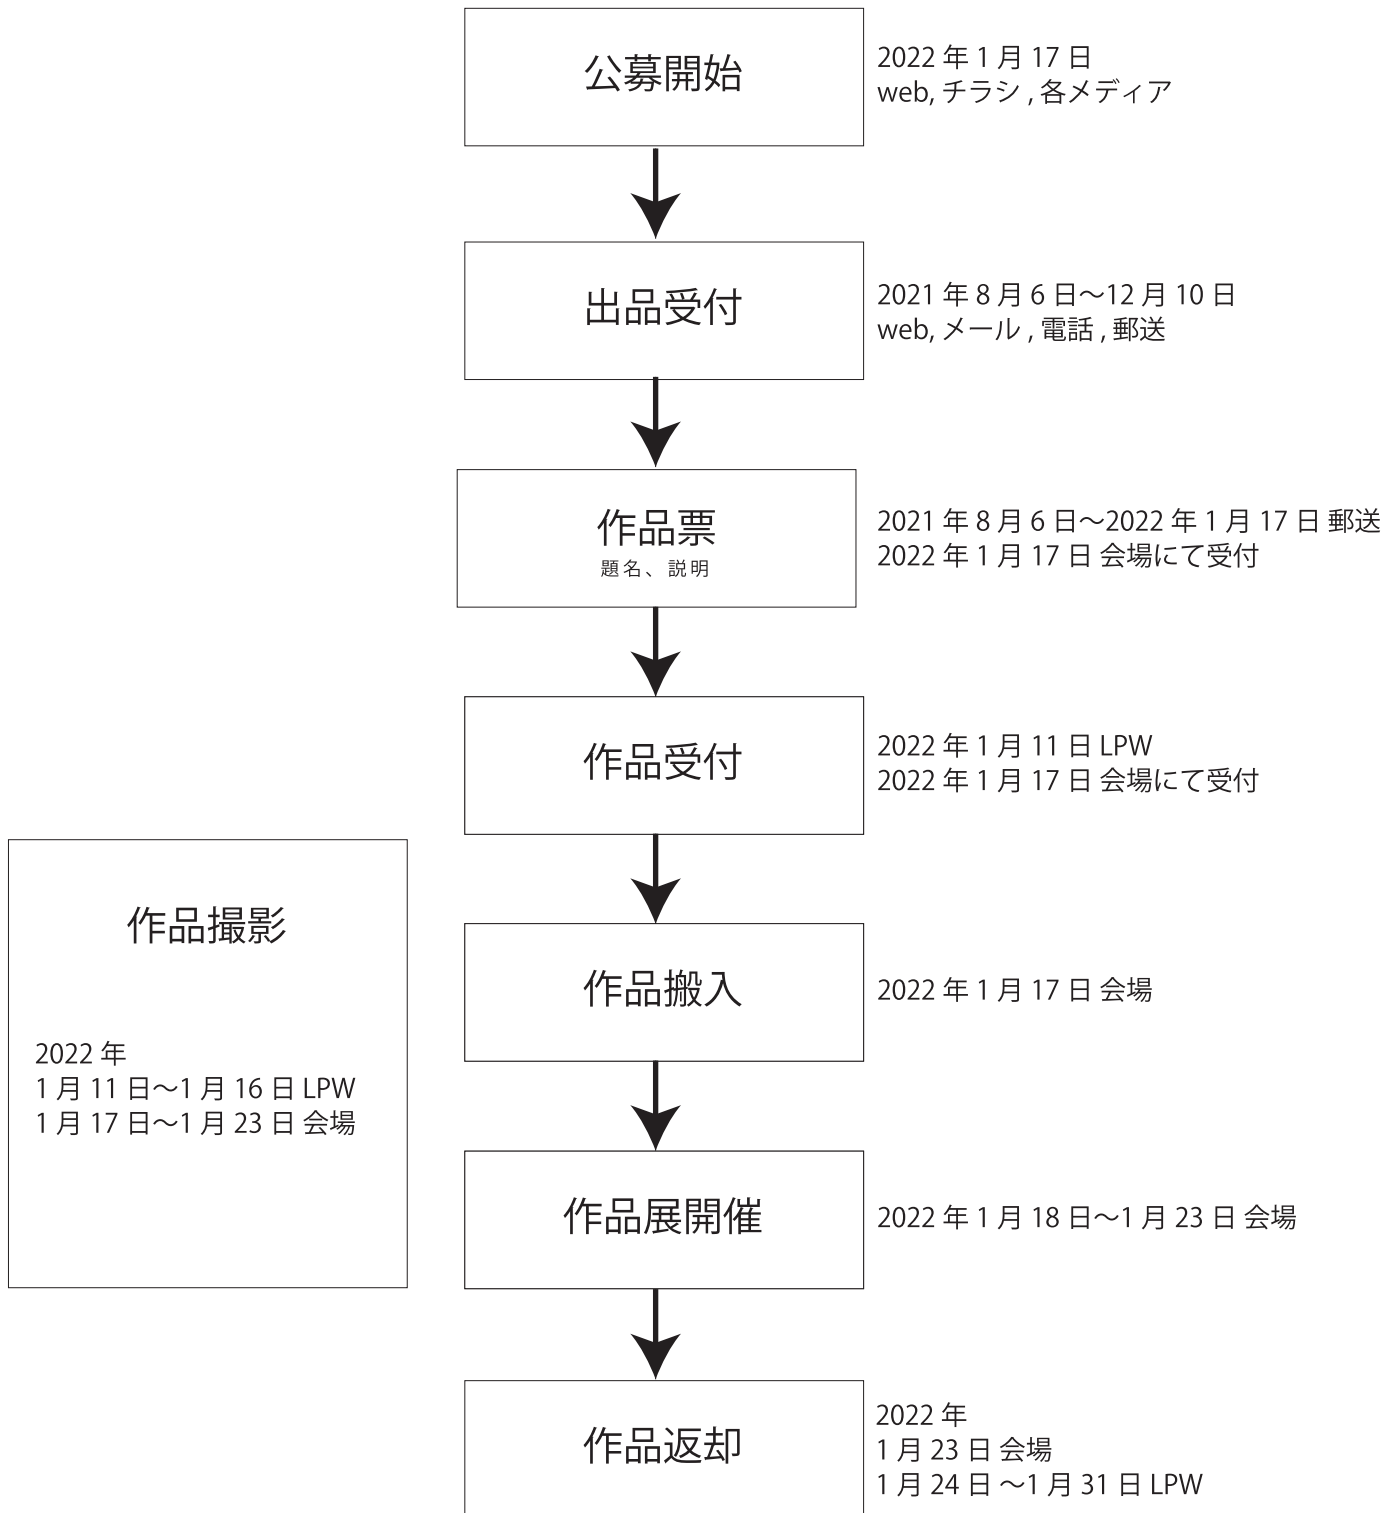 公募開始
2022 年 1 月 17 日
web, チラシ , 各メディア
出品受付
2021 年 8 月 6 日～12 月 10 日
web, メール , 電話 , 郵送
作品票
題名、説明
2021 年 8 月 6 日～2022 年 1 月 17 日 郵送
2022 年 1 月 17 日 会場にて受付
作品受付
2022 年 1 月 11 日 LPW
2022 年 1 月 17 日 会場にて受付
作品撮影
2022 年
1 月 11 日～1 月 16 日 LPW
1 月 17 日～1 月 23 日 会場
作品搬入
2022 年 1 月 17 日 会場
作品展開催
2022 年 1 月 18 日～1 月 23 日 会場
作品返却
2022 年
1 月 23 日 会場
1 月 24 日 ～1 月 31 日 LPW